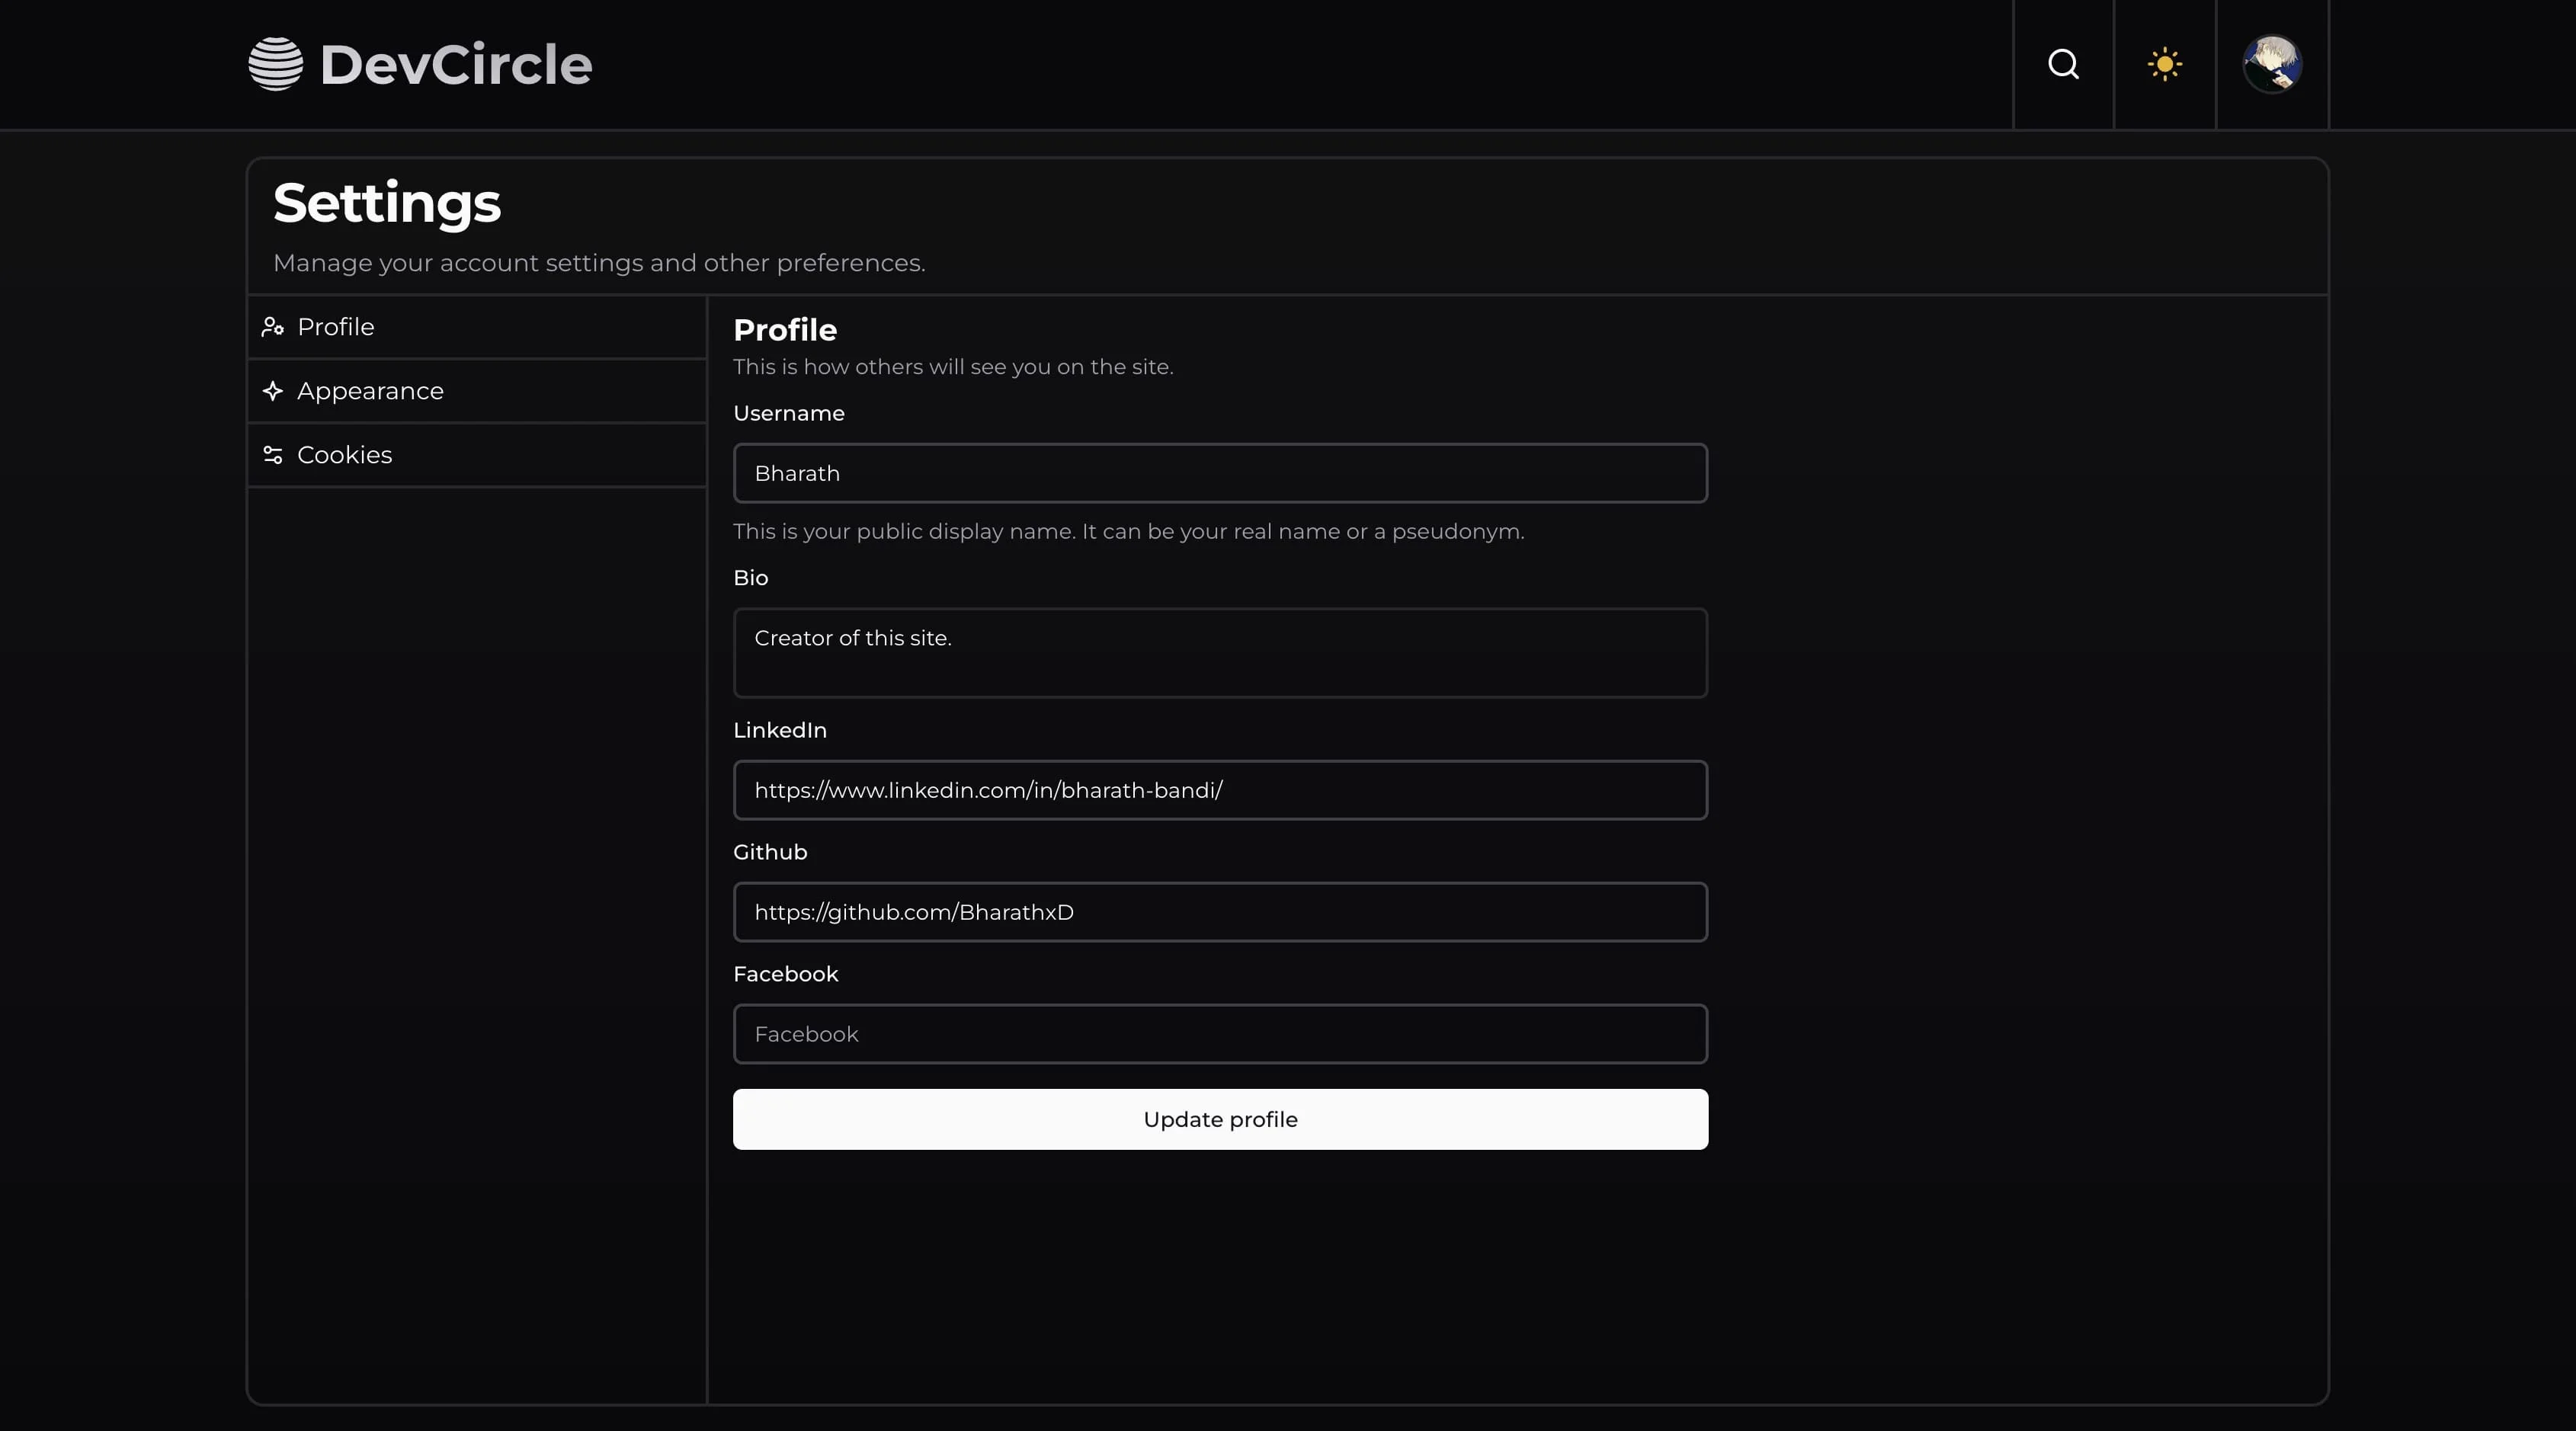 DevCircle
Settings
Manage your account settings and other preferences.
Profile
Appearance
Cookies
Profile
This is how others will see you on the site.
Username
Bharath
This is your public display name. It can be your real name or a pseudonym.
Bio
Creator of this site.
LinkedIn
https://www.linkedin.com/in/bharath-bandi/
Github
https://github.com/BharathxD
Facebook
Facebook
Update profile